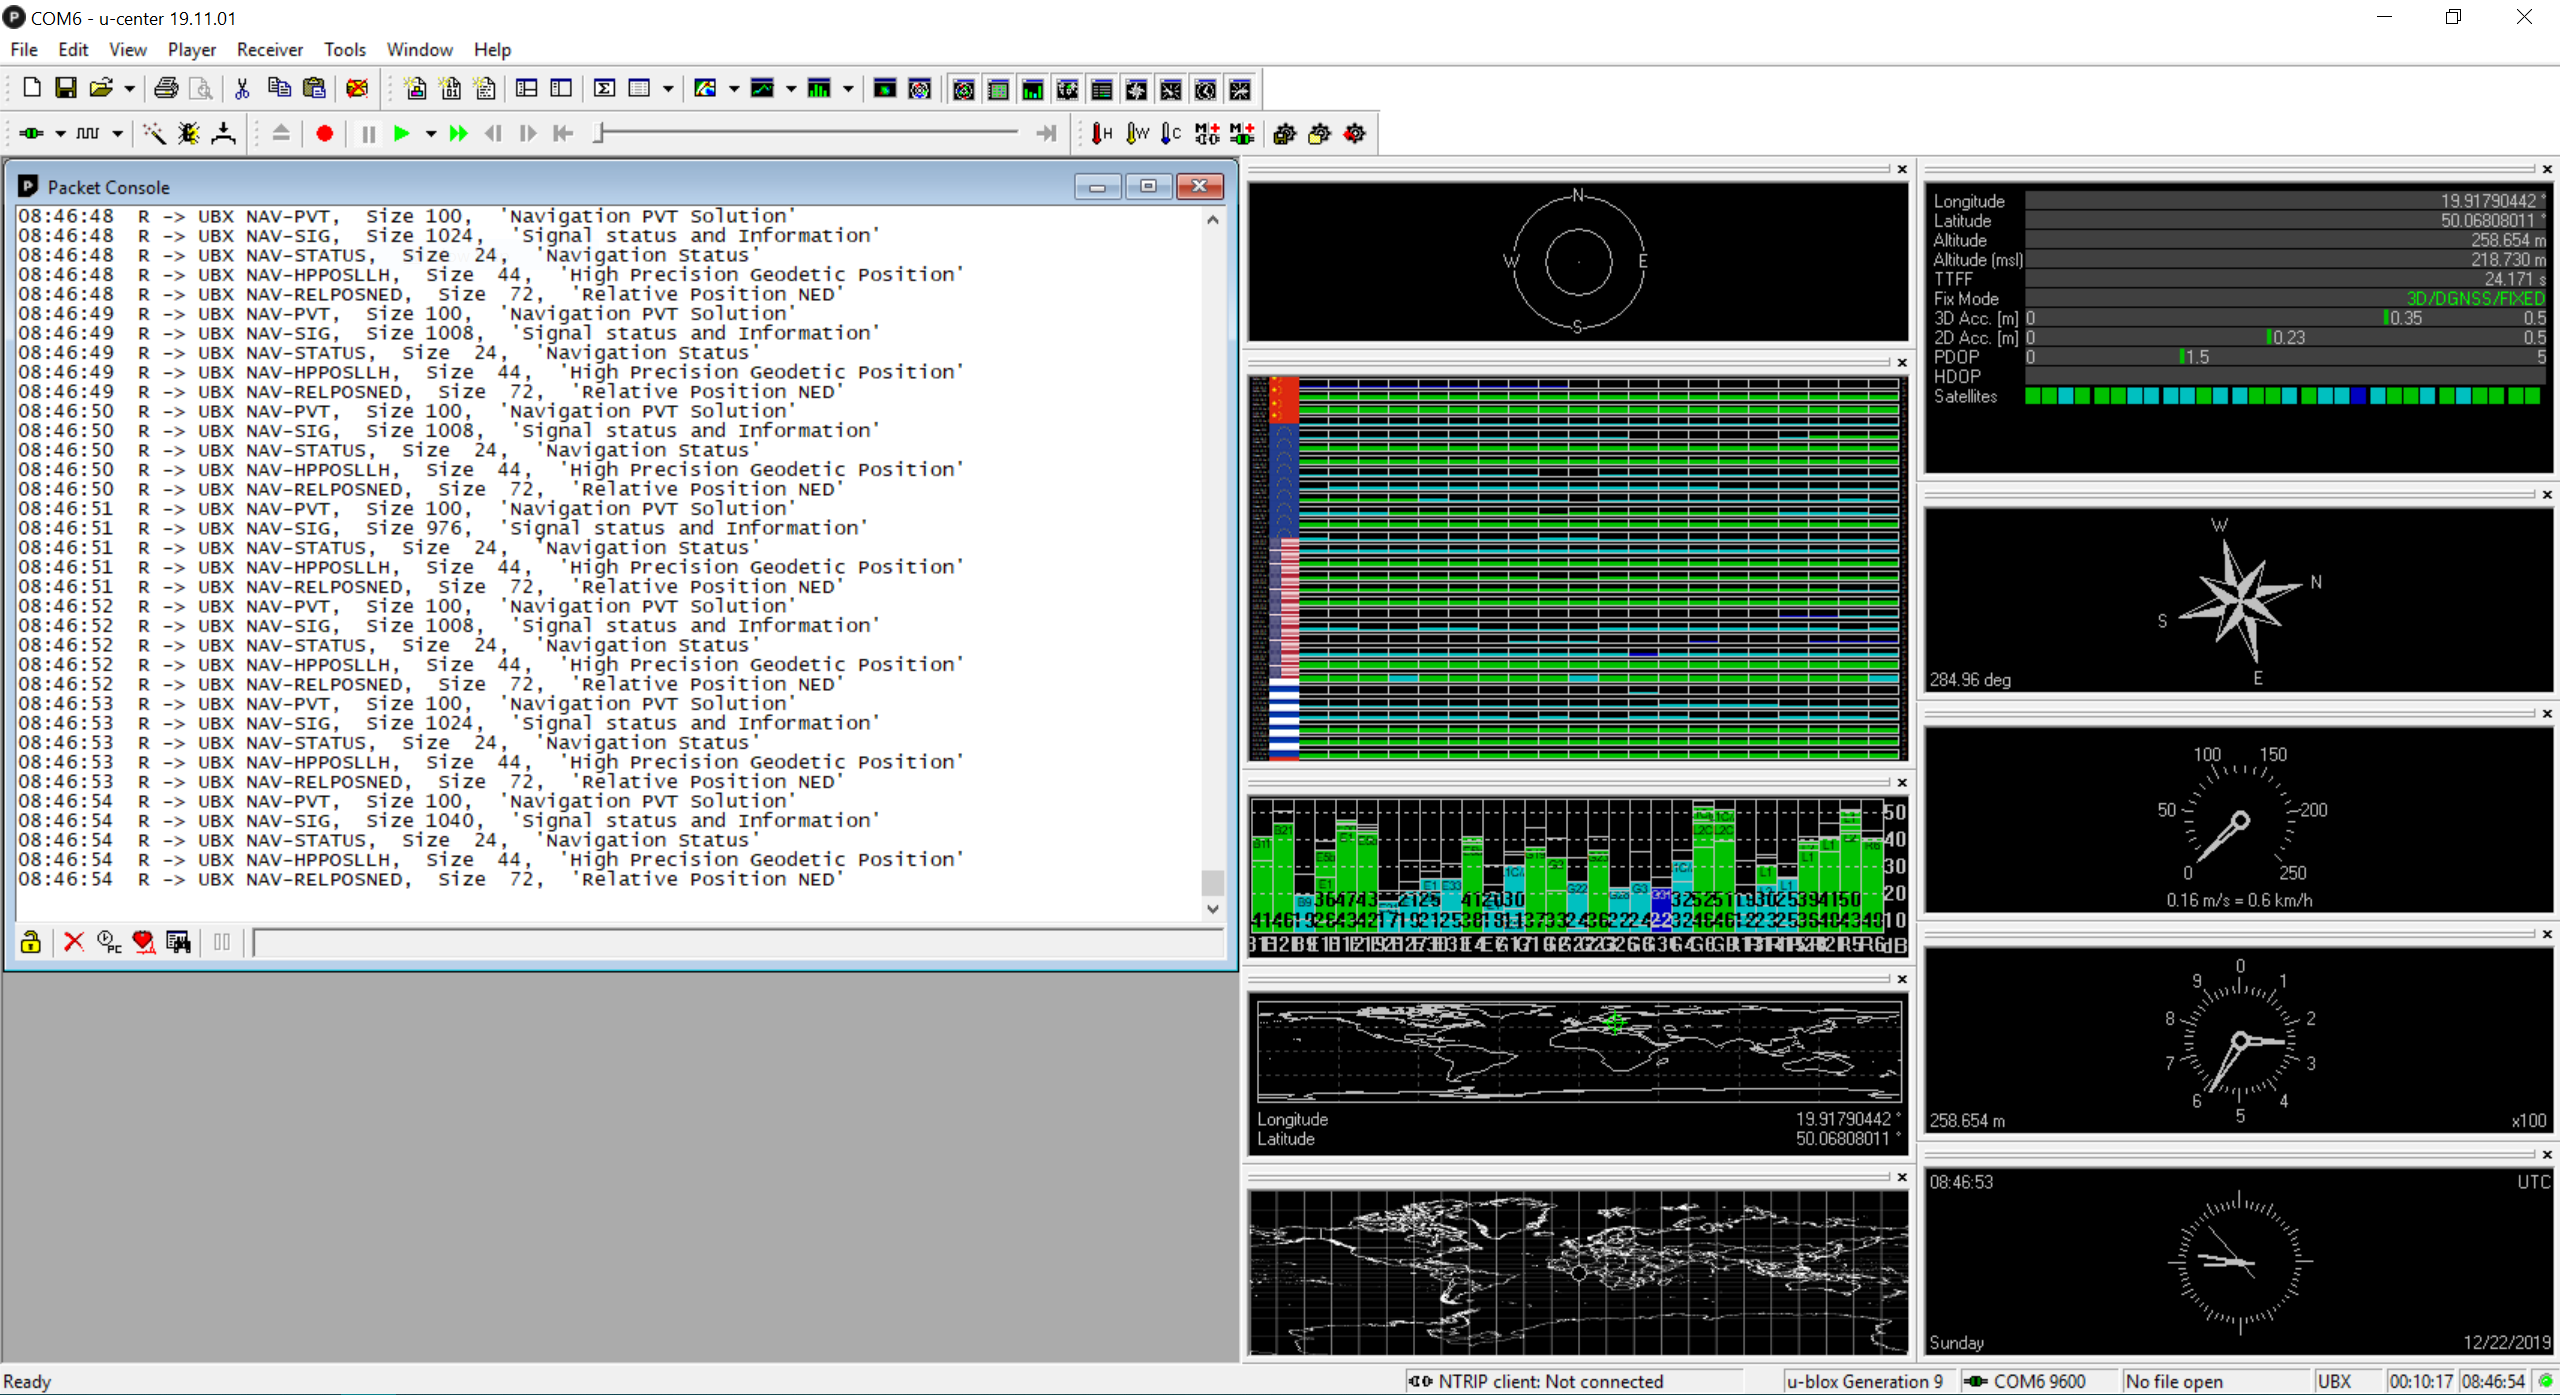 COM6 - u-center 19.11.01
File Edit View Player Receiver Tools Window Help
H W C
Packet Console
08:46:48 R -> UBX NAV-PVT, Size 100, 'Navigation PVT Solution'
08:46:48 R -> UBX NAV-SIG, Size 1024, 'Signal status and Information'
08:46:48 R -> UBX NAV-STATUS, Size 24, 'Navigation Status'
08:46:48 R -> UBX NAV-HPPOSLLH, Size 44, 'High Precision Geodetic Position'
08:46:48 R -> UBX NAV-RELPOSNED, Size 72, 'Relative Position NED'
08:46:49 R -> UBX NAV-PVT, Size 100, 'Navigation PVT Solution'
08:46:49 R -> UBX NAV-SIG, Size 1008, 'Signal status and Information'
08:46:49 R -> UBX NAV-STATUS, Size 24, 'Navigation Status'
08:46:49 R -> UBX NAV-HPPOSLLH, Size 44, 'High Precision Geodetic Position'
08:46:49 R -> UBX NAV-RELPOSNED, Size 72, 'Relative Position NED'
08:46:50 R -> UBX NAV-PVT, Size 100, 'Navigation PVT Solution'
08:46:50 R -> UBX NAV-SIG, Size 1008, 'Signal status and Information'
08:46:50 R -> UBX NAV-STATUS, Size 24, 'Navigation Status'
08:46:50 R -> UBX NAV-HPPOSLLH, Size 44, 'High Precision Geodetic Position'
08:46:50 R -> UBX NAV-RELPOSNED, Size 72, 'Relative Position NED'
08:46:51 R -> UBX NAV-PVT, Size 100, 'Navigation PVT Solution'
08:46:51 R -> UBX NAV-SIG, Size 976, 'Signal status and Information'
08:46:51 R -> UBX NAV-STATUS, Size 24, 'Navigation Status'
08:46:51 R -> UBX NAV-HPPOSLLH, Size 44, 'High Precision Geodetic Position'
08:46:51 R -> UBX NAV-RELPOSNED, Size 72, 'Relative Position NED'
08:46:52 R -> UBX NAV-PVT, Size 100, 'Navigation PVT Solution'
08:46:52 R -> UBX NAV-SIG, Size 1008, 'Signal status and Information'
08:46:52 R -> UBX NAV-STATUS, Size 24, 'Navigation Status'
08:46:52 R -> UBX NAV-HPPOSLLH, Size 44, 'High Precision Geodetic Position'
08:46:52 R -> UBX NAV-RELPOSNED, Size 72, 'Relative Position NED'
08:46:53 R -> UBX NAV-PVT, Size 100, 'Navigation PVT Solution'
08:46:53 R -> UBX NAV-SIG, Size 1024, 'Signal status and Information'
08:46:53 R -> UBX NAV-STATUS, Size 24, 'Navigation Status'
08:46:53 R -> UBX NAV-HPPOSLLH, Size 44, 'High Precision Geodetic Position'
08:46:53 R -> UBX NAV-RELPOSNED, Size 72, 'Relative Position NED'
08:46:54 R -> UBX NAV-PVT, Size 100, 'Navigation PVT Solution'
08:46:54 R -> UBX NAV-SIG, Size 1040, 'Signal status and Information'
08:46:54 R -> UBX NAV-STATUS, Size 24, 'Navigation Status'
08:46:54 R -> UBX NAV-HPPOSLLH, Size 44, 'High Precision Geodetic Position'
08:46:54 R -> UBX NAV-RELPOSNED, Size 72, 'Relative Position NED'
N
W E
S
50
40
30
20
10
dB
Longitude 19.91790442 °
Latitude 50.06808011 °
Longitude 19.91790442 °
Latitude 50.06808011 °
Altitude 258.654 m
Altitude (msl) 218.730 m
TTFF 24.171 s
Fix Mode 3D/DGNSS/FIXED
3D Acc. [m] 0 0.35 0.5
2D Acc. [m] 0 0.23 0.5
PDOP 0 1.5 5
HDOP
Satellites
W
N
S
E
284.96 deg
100 150
50 200
0 250
0.16 m/s = 0.6 km/h
0
9 1
8 2
7 3
6 4
5
258.654 m x100
08:46:53 UTC
Sunday 12/22/2019
Ready NTRIP client: Not connected u-blox Generation 9 COM6 9600 No file open UBX 00:10:17 08:46:54